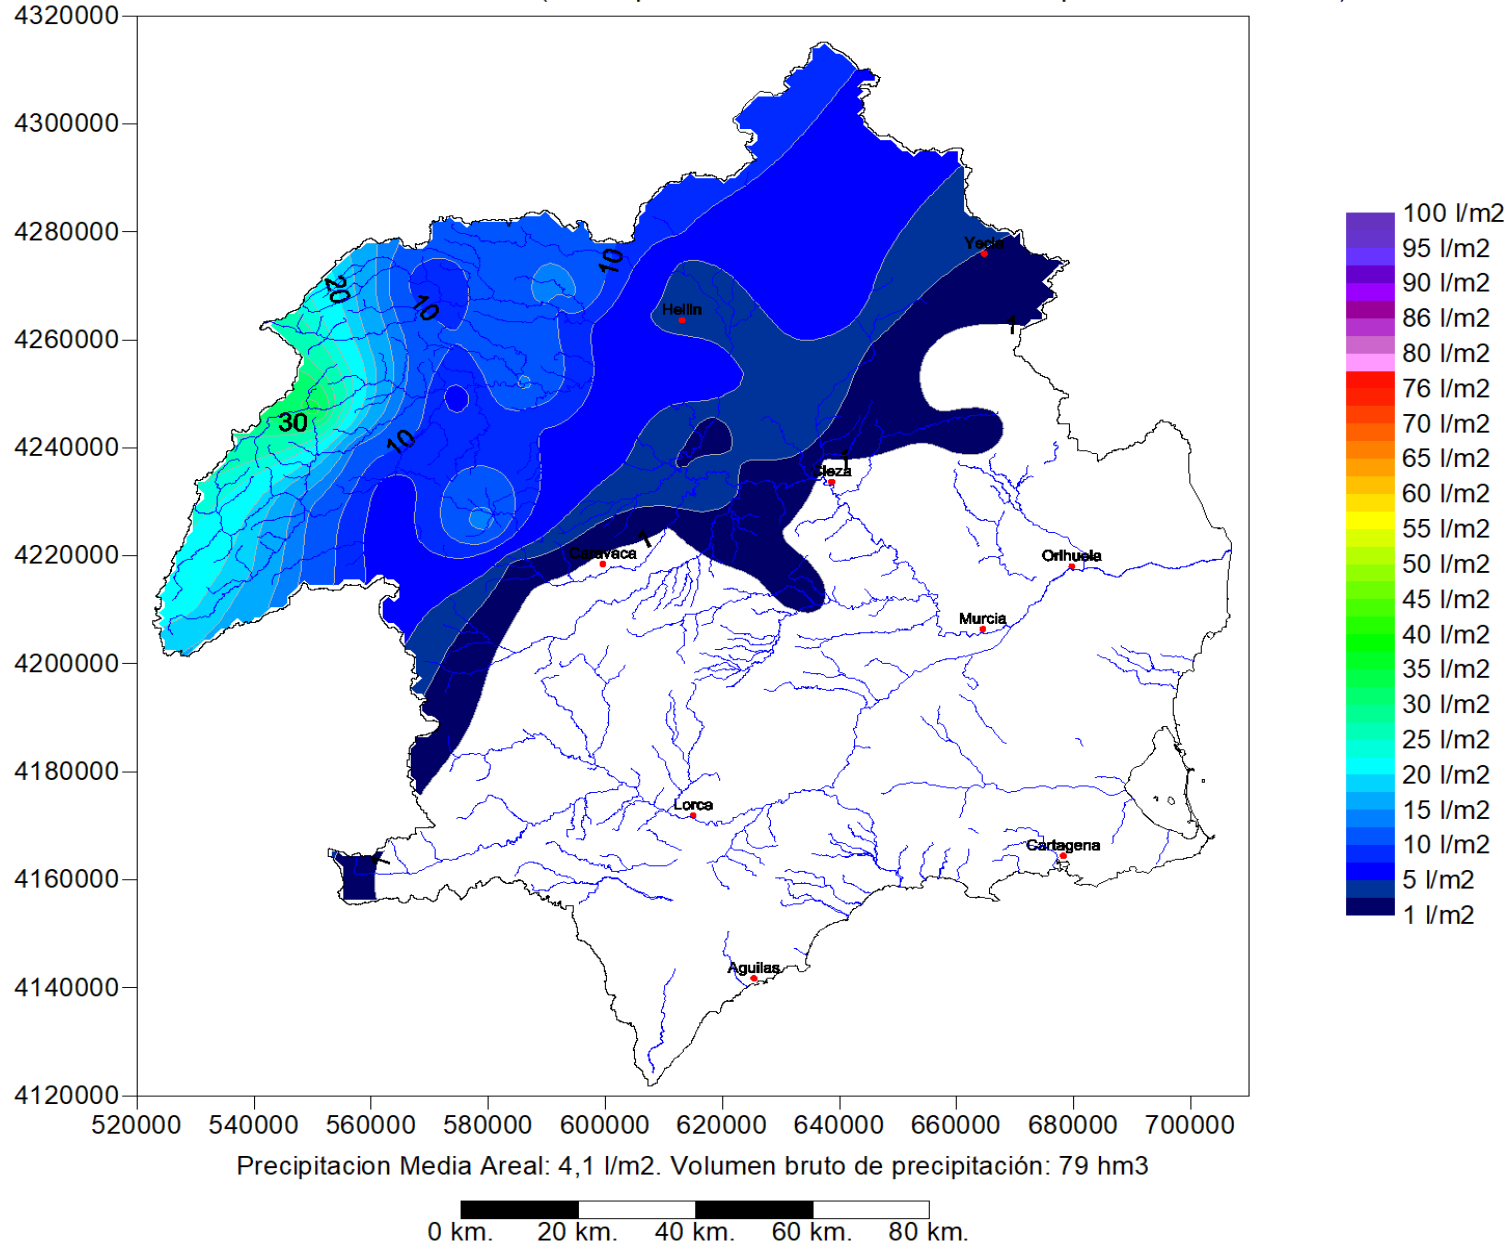 4320000
4300000
4280000
4260000
4240000
4220000
4200000
4180000
4160000
4140000
4120000
520000 540000 560000 580000 600000 620000 640000 660000 680000 700000
Yecla
10
20
10
Hellin
1
30
10
1
Cieza
1
Caravaca
Orihuela
Murcia
Lorca
Cartagena
1
Aguilas
100 l/m2
95 l/m2
90 l/m2
86 l/m2
80 l/m2
76 l/m2
70 l/m2
65 l/m2
60 l/m2
55 l/m2
50 l/m2
45 l/m2
40 l/m2
35 l/m2
30 l/m2
25 l/m2
20 l/m2
15 l/m2
10 l/m2
5 l/m2
1 l/m2
Precipitacion Media Areal: 4,1 l/m2. Volumen bruto de precipitación: 79 hm3
0 km. 20 km. 40 km. 60 km. 80 km.